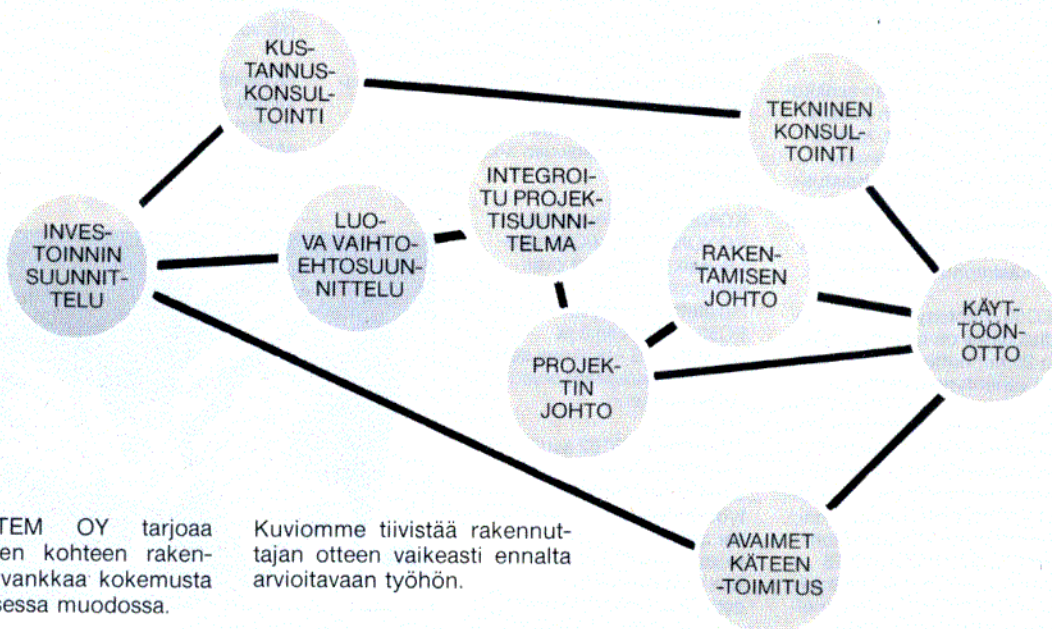 KUS-
TANNUS-
KONSUL-
TOINTI
TEKNINEN
KONSUL-
TOINTI
INVES-
TOINNIN
SUUNNIT-
TELU
LUO-
VA VAIHTO-
EHTOSUUN-
NITTELU
INTEGROI-
TU PROJEK-
TISUUNNI-
TELMA
RAKEN-
TAMISEN
JOHTO
KÄYT-
TÖÖN-
OTTO
PROJEK-
TIN
JOHTO
AVAIMET
KÄTEEN
-TOIMITUS
TEM OY tarjoaa
en kohteen raken-
vankkaa kokemusta
sessa muodossa.
Kuviomme tiivistää rakennut-
tajan otteen vaikeasti ennalta
arvioitavaan työhön.